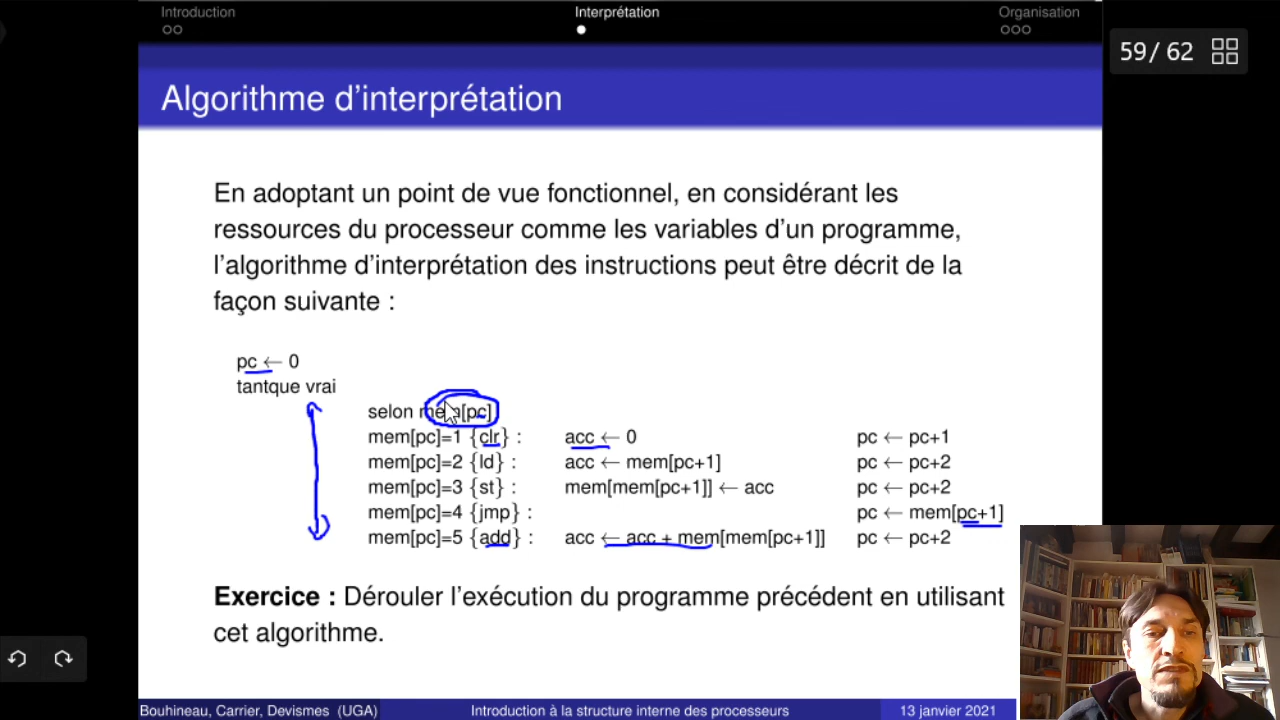 Introduction
Interprétation
Organisation
59/ 62
Algorithme d'interprétation
En adoptant un point de vue fonctionnel, en considérant les
ressources du processeur comme les variables d'un programme,
l'algorithme d'interprétation des instructions peut être décrit de la
façon suivante :
pc ← 0
tantque vrai
selon mem[pc]
mem[pc]=1 {clr} : acc ← 0 pc ← pc+1
mem[pc]=2 {ld} : acc ← mem[pc+1] pc ← pc+2
mem[pc]=3 {st} : mem[mem[pc+1]] ← acc pc ← pc+2
mem[pc]=4 {jmp} : pc ← mem[pc+1]
mem[pc]=5 {add} : acc ← acc + mem[mem[pc+1]] pc ← pc+2
Exercice : Dérouler l'exécution du programme précédent en utilisant
cet algorithme.
Bouhineau, Carrier, Devismes (UGA) Introduction à la structure interne des processeurs 13 janvier 2021